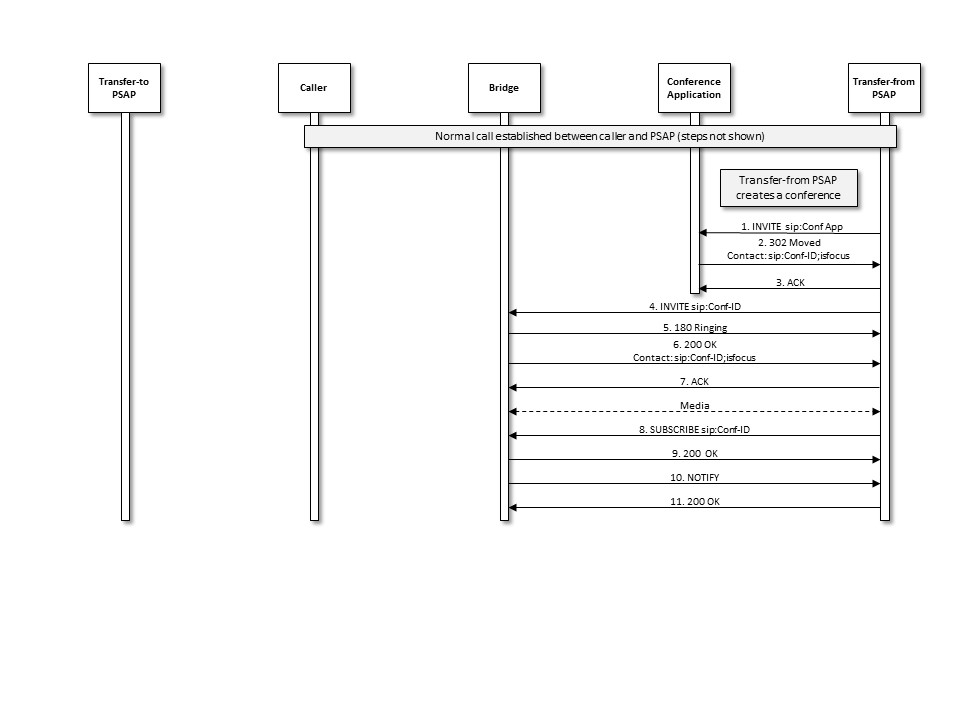 Transfer-to
PSAP
Caller
Bridge
Conference
Application
Transfer-from
PSAP
Normal call established between caller and PSAP (steps not shown)
Transfer-from PSAP
creates a conference
1. INVITE sip:Conf App
2. 302 Moved
Contact: sip:Conf-ID;isfocus
3. ACK
4. INVITE sip:Conf-ID
5. 180 Ringing
6. 200 OK
Contact: sip:Conf-ID;isfocus
7. ACK
Media
8. SUBSCRIBE sip:Conf-ID
9. 200 OK
10. NOTIFY
11. 200 OK